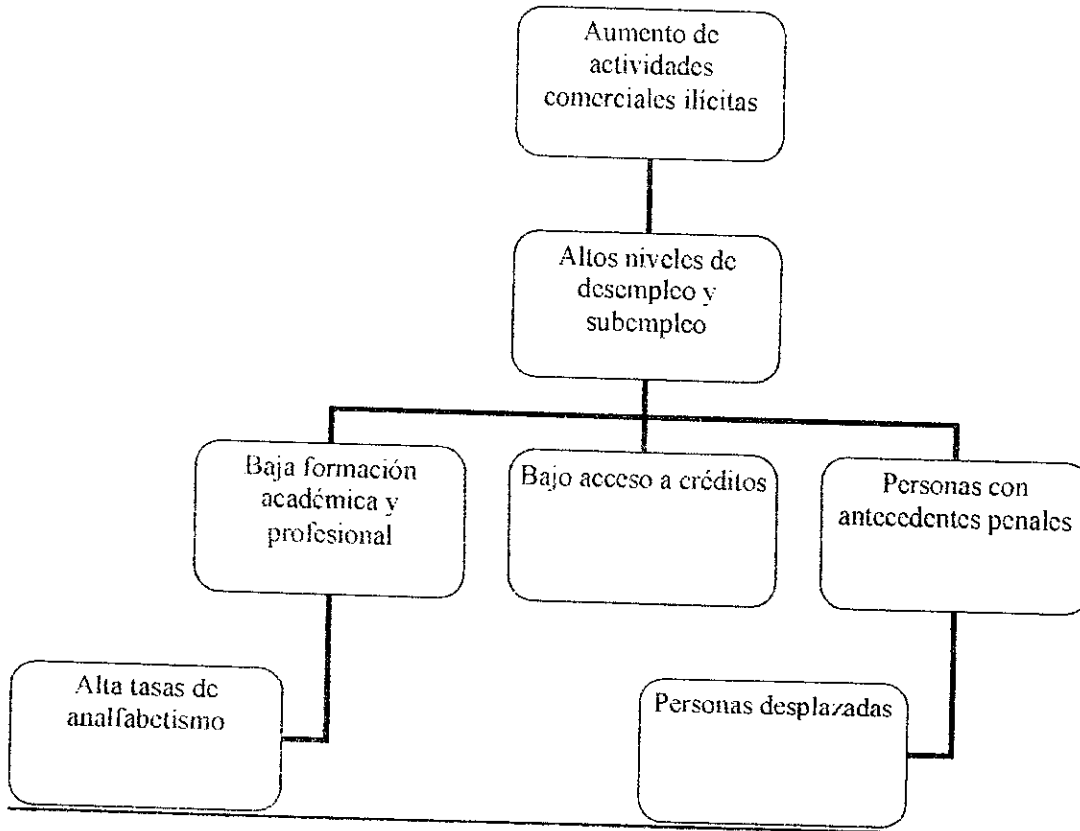 Aumento de
actividades
comerciales ilícitas
Altos niveles de
desempleo y
subempleo
Baja formación
académica y
profesional
Bajo acceso a créditos
Personas con
antecedentes penales
Alta tasas de
analfabetismo
Personas desplazadas